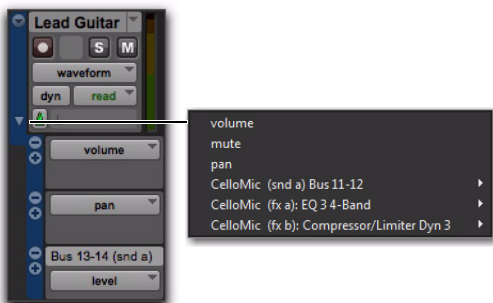 Lead Guitar
S M
waveform
dyn read
volume
pan
Bus 13-14 (snd a)
level
volume
mute
pan
CelloMic (snd a) Bus 11-12
CelloMic (fx a): EQ 3 4-Band
CelloMic (fx b): Compressor/Limiter Dyn 3